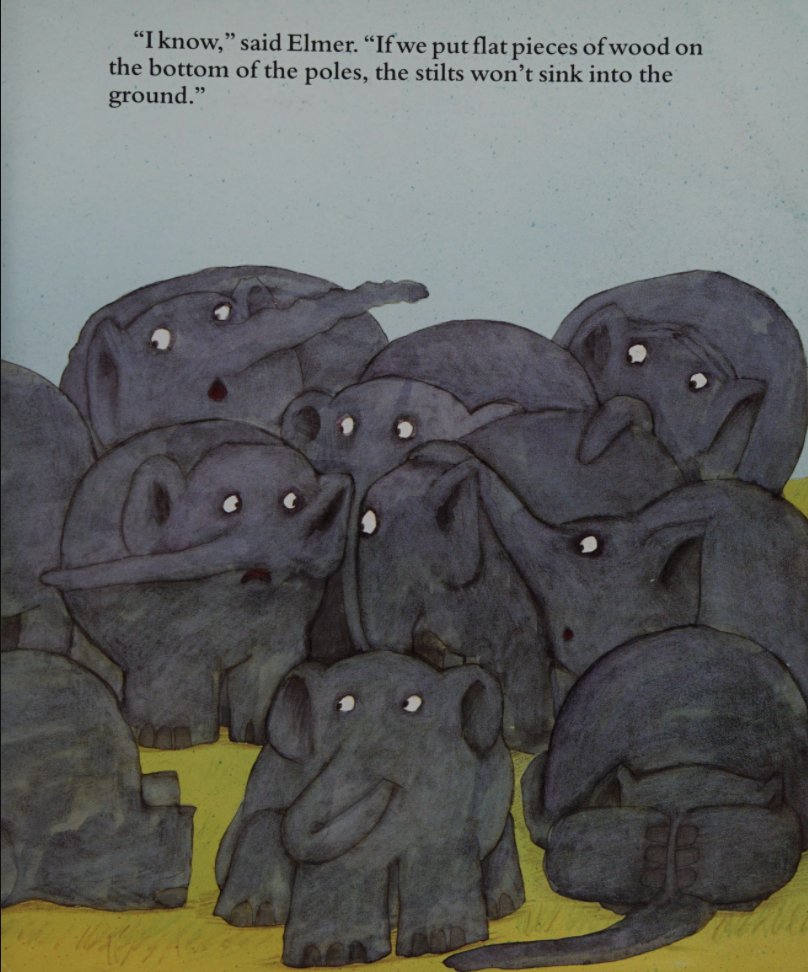 “I know,” said Elmer. “If we put flat pieces of wood on
the bottom of the poles, the stilts won’t sink into the
ground.”